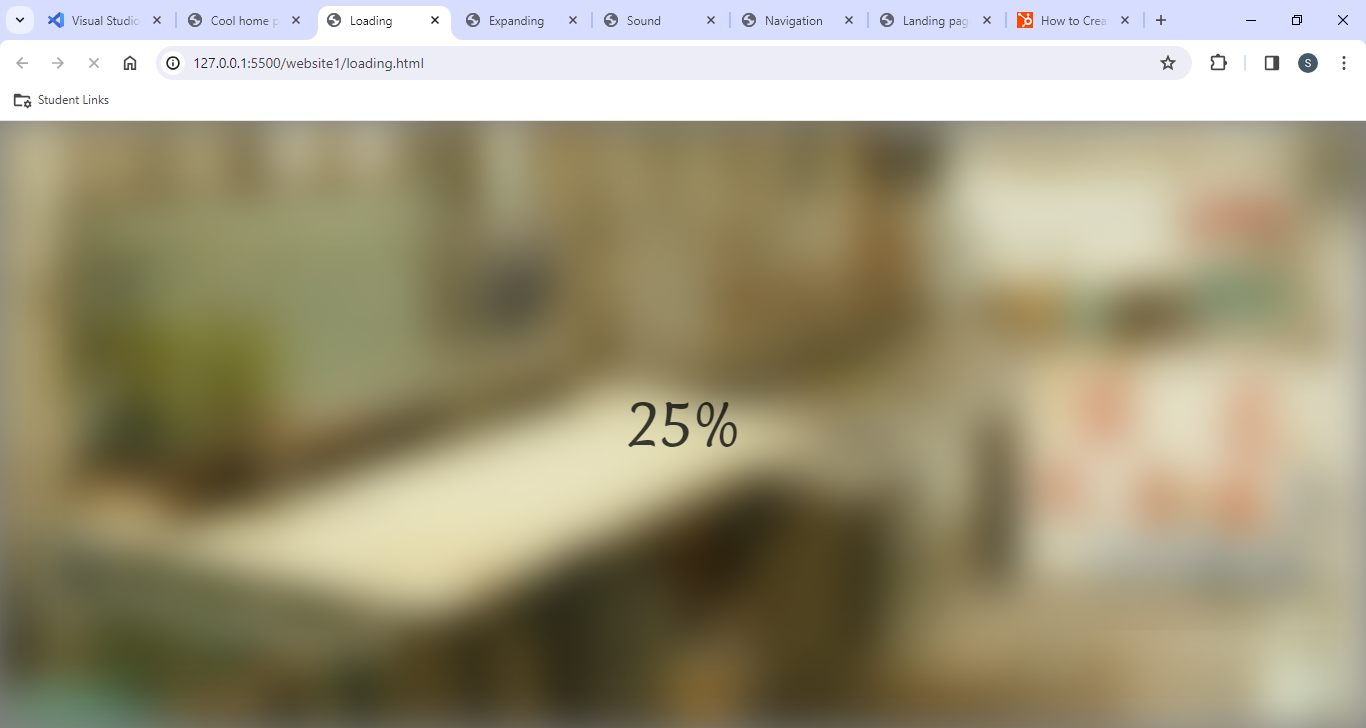 Visual Studio
Cool home p
Loading
Expanding
Sound
Navigation
Landing pag
How to Crea
127.0.0.1:5500/website1/loading.html
S
Student Links
25%